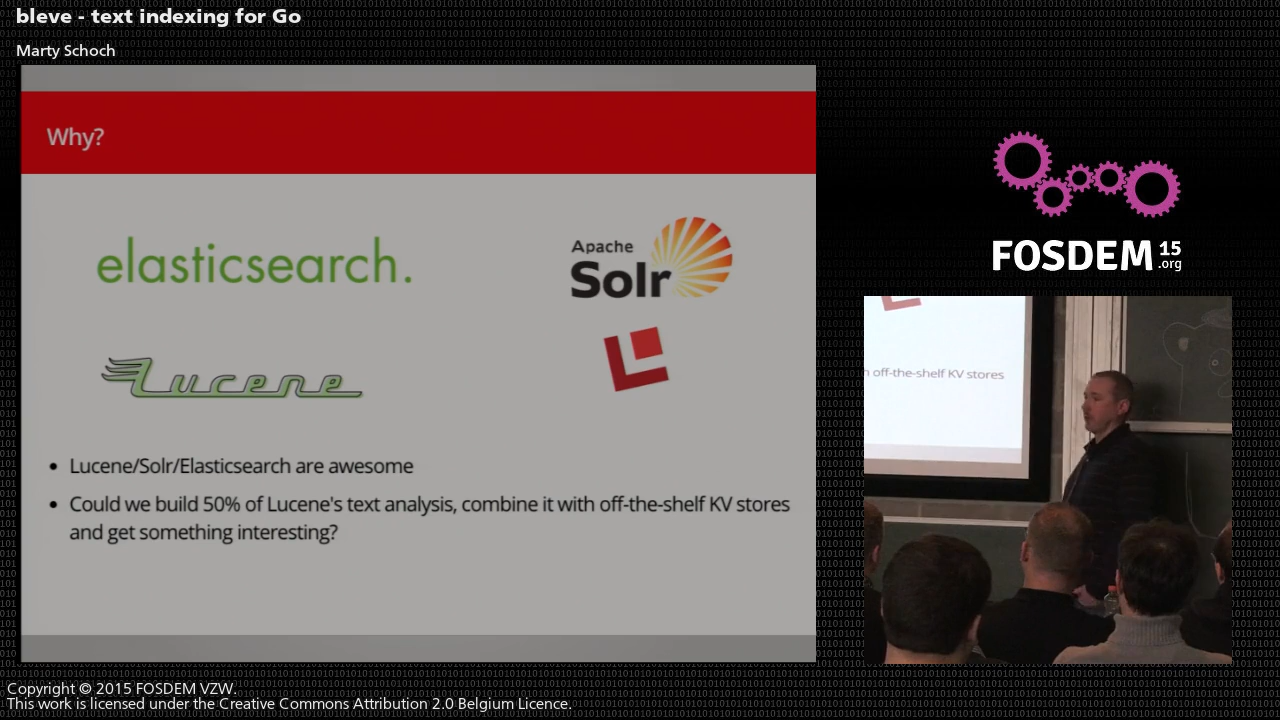 bleve - text indexing for Go
Marty Schoch
Why?
elasticsearch.
Apache
Solr
Lucene
• Lucene/Solr/Elasticsearch are awesome
• Could we build 50% of Lucene's text analysis, combine it with off-the-shelf KV stores
and get something interesting?
FOSDEM 15
.org
off-the-shelf KV stores
Copyright © 2015 FOSDEM VZW.
This work is licensed under the Creative Commons Attribution 2.0 Belgium Licence.